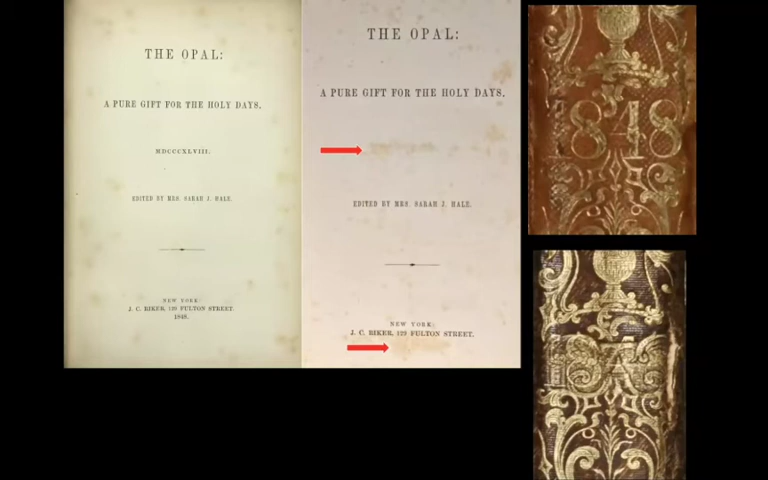 THE OPAL:
A PURE GIFT FOR THE HOLY DAYS.
MDCCCXLVIII.
EDITED BY MRS. SARAH J. HALE.
NEW YORK:
J. C. RIKER, 129 FULTON STREET.
1848.
THE OPAL:
A PURE GIFT FOR THE HOLY DAYS.
EDITED BY MRS. SARAH J. HALE.
NEW YORK:
J. C. RIKER, 129 FULTON STREET.
1848